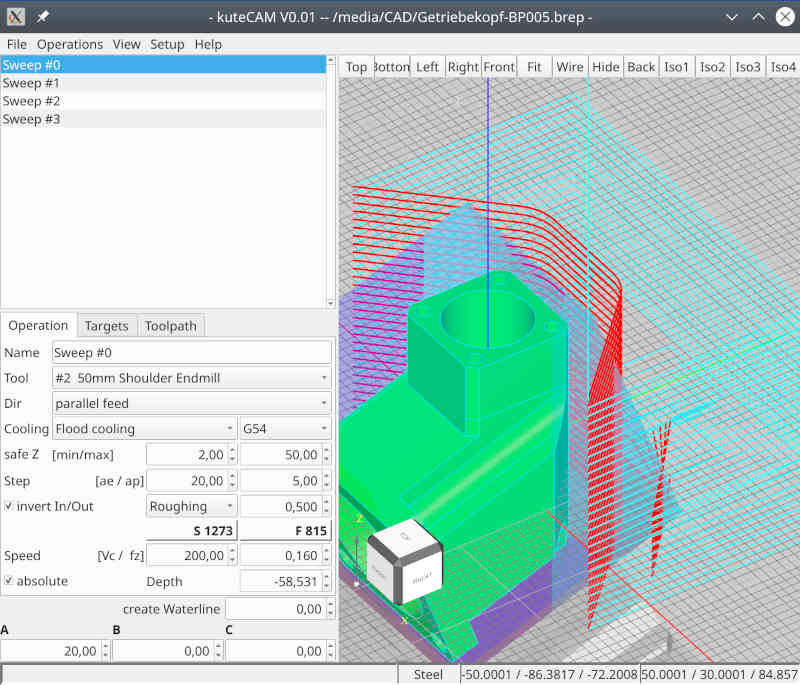 - kuteCAM V0.01 -- /media/CAD/Getriebekopf-BP005.brep -
File Operations View Setup Help
Sweep #0
Sweep #1
Sweep #2
Sweep #3
Top Botton Left Right Front Fit Wire Hide Back Iso1 Iso2 Iso3 Iso4
Operation Targets Toolpath
Name Sweep #0
Tool #2 50mm Shoulder Endmill
Dir parallel feed
Cooling Flood cooling G54
safe Z [min/max] 2,00 50,00
Step [ae / ap] 20,00 5,00
invert In/Out Roughing 0,500
S 1273 F 815
Speed [Vc / fz] 200,00 0,160
absolute Depth -58,531
create Waterline 0,00
A B C
20,00 0,00 0,00
Z
X
TOP
RIGHT
Steel -50.0001 / -86.3817 / -72.2008 50.0001 / 30.0001 / 84.857